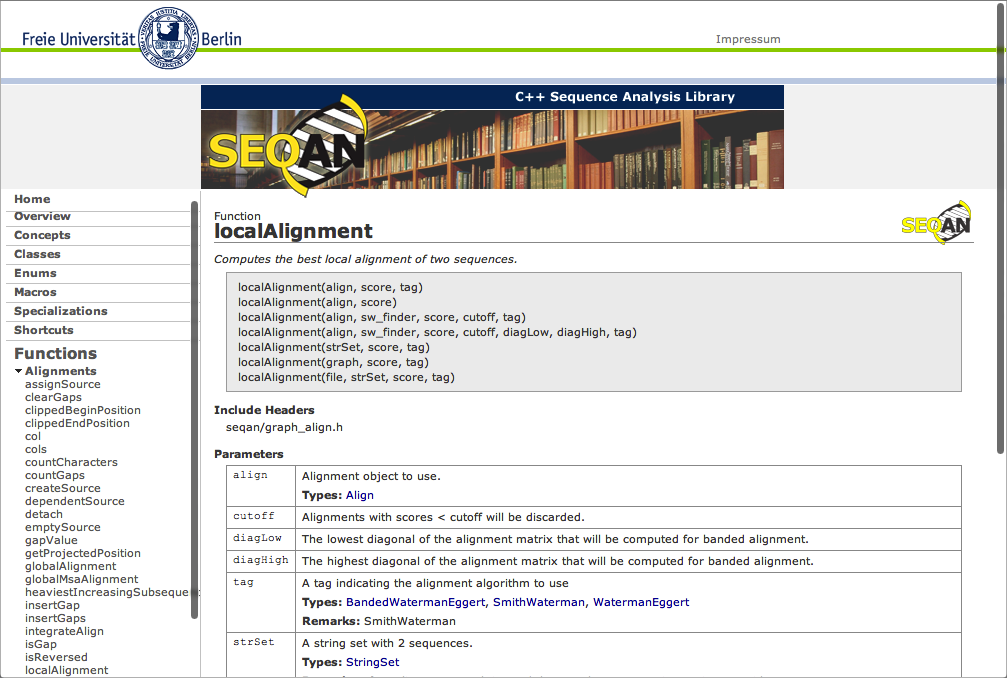 Freie Universität Berlin
Impressum
C++ Sequence Analysis Library
SEQAN
Home
Overview
Concepts
Classes
Enums
Macros
Specializations
Shortcuts
Functions
Alignments
assignSource
clearGaps
clippedBeginPosition
clippedEndPosition
col
cols
countCharacters
countGaps
createSource
dependentSource
detach
emptySource
gapValue
getProjectedPosition
globalAlignment
globalMsaAlignment
heaviestIncreasingSubseque
insertGap
insertGaps
integrateAlign
isGap
isReversed
localAlignment
Function
localAlignment
SEQAN
Computes the best local alignment of two sequences.
localAlignment(align, score, tag)
localAlignment(align, score)
localAlignment(align, sw_finder, score, cutoff, tag)
localAlignment(align, sw_finder, score, cutoff, diagLow, diagHigh, tag)
localAlignment(strSet, score, tag)
localAlignment(graph, score, tag)
localAlignment(file, strSet, score, tag)
Include Headers
seqan/graph_align.h
Parameters
align Alignment object to use.
Types: Align
cutoff Alignments with scores < cutoff will be discarded.
diagLow The lowest diagonal of the alignment matrix that will be computed for banded alignment.
diagHigh The highest diagonal of the alignment matrix that will be computed for banded alignment.
tag A tag indicating the alignment algorithm to use
Types: BandedWatermanEggert, SmithWaterman, WatermanEggert
Remarks: SmithWaterman
strSet A string set with 2 sequences.
Types: StringSet